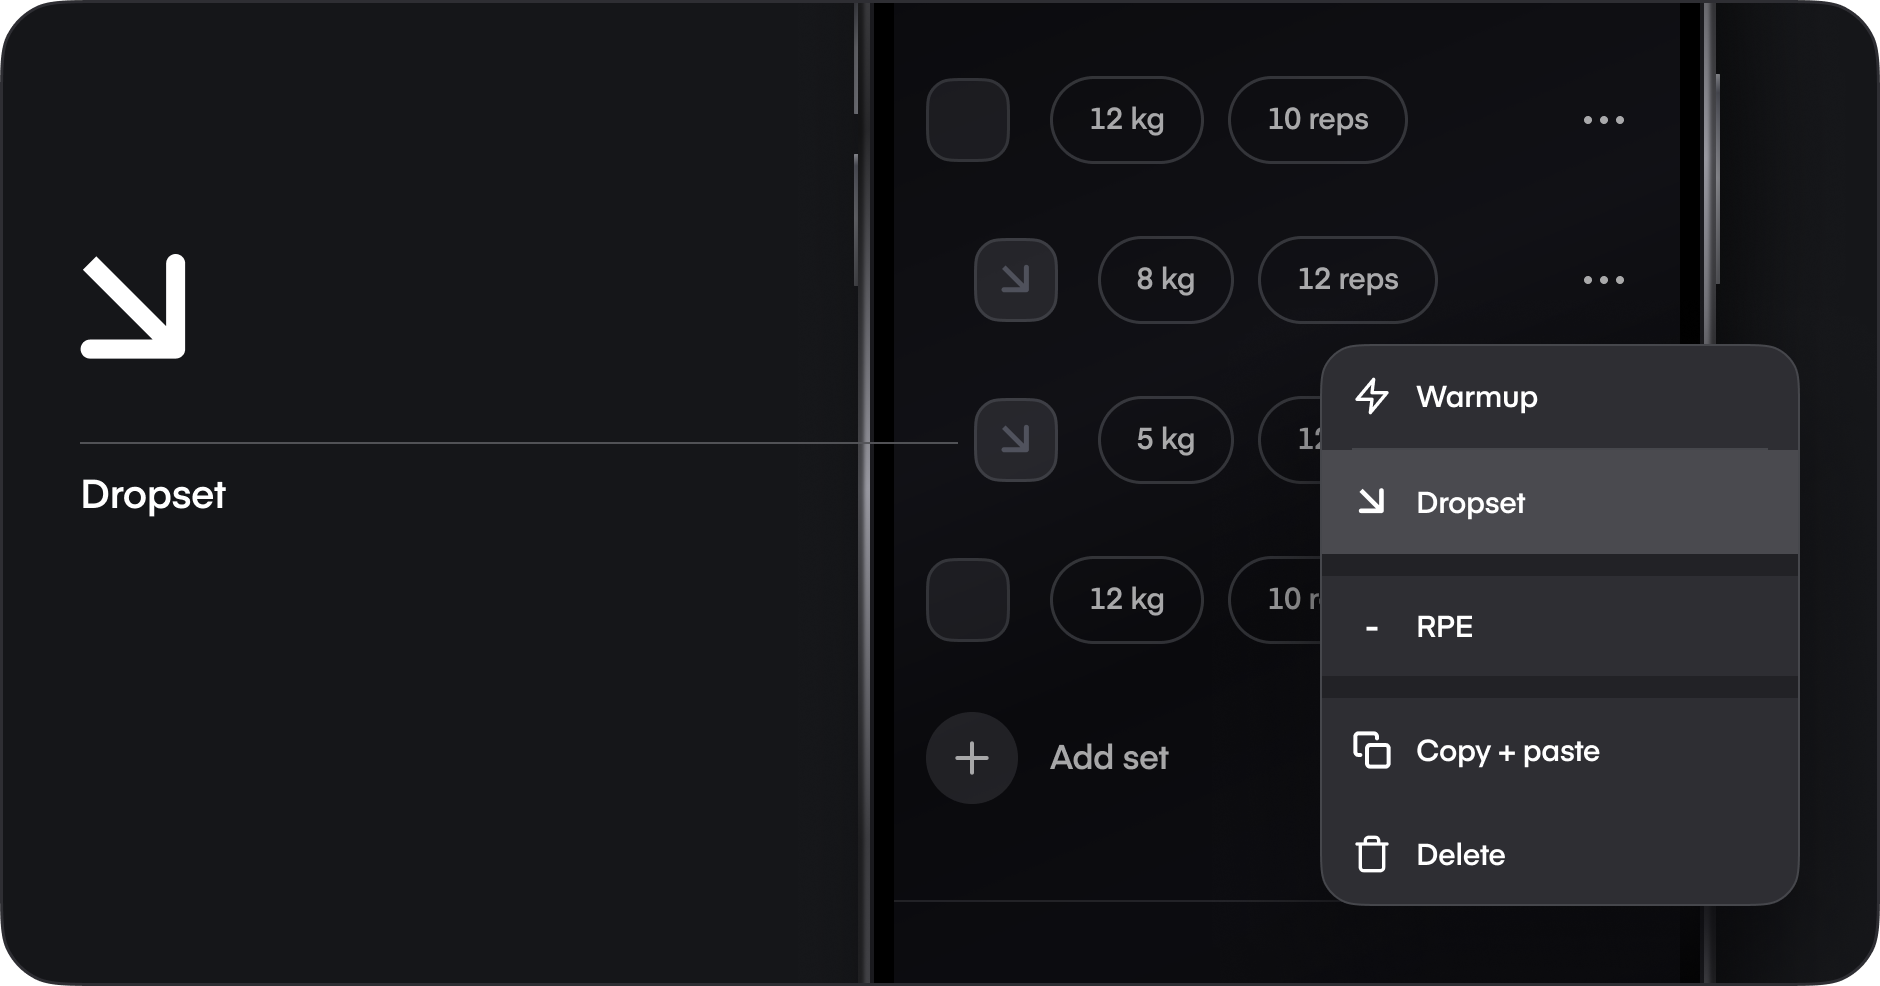 Dropset
12 kg 10 reps
8 kg 12 reps
5 kg 12
12 kg 10 r
Add set
Warmup
Dropset
- RPE
Copy + paste
Delete